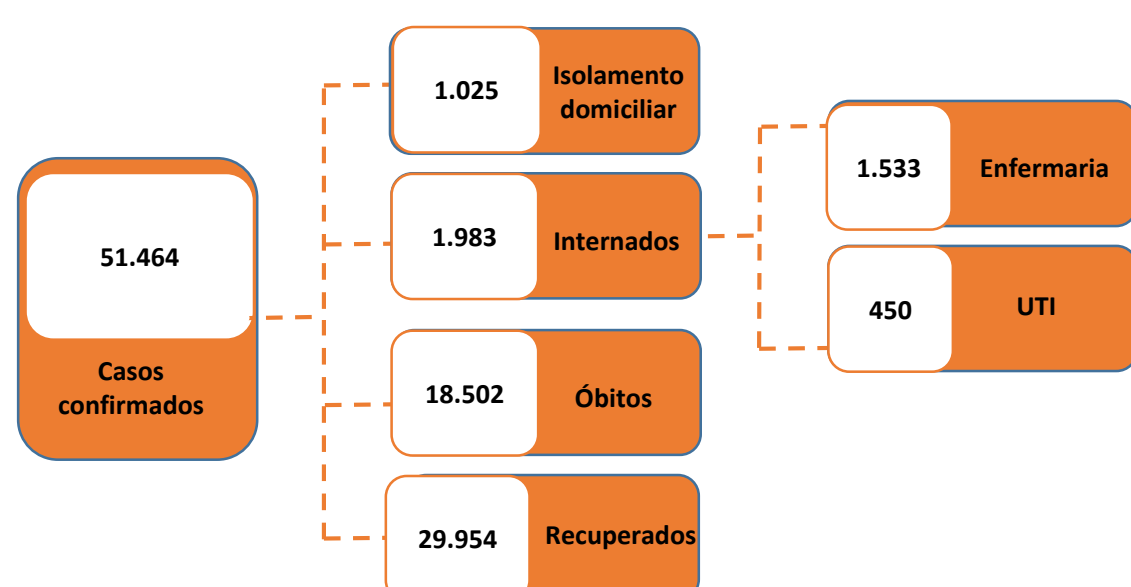 51.464
Casos
confirmados
1.025
Isolamento
domiciliar
1.983
Internados
18.502
Óbitos
29.954
Recuperados
1.533
Enfermaria
450
UTI